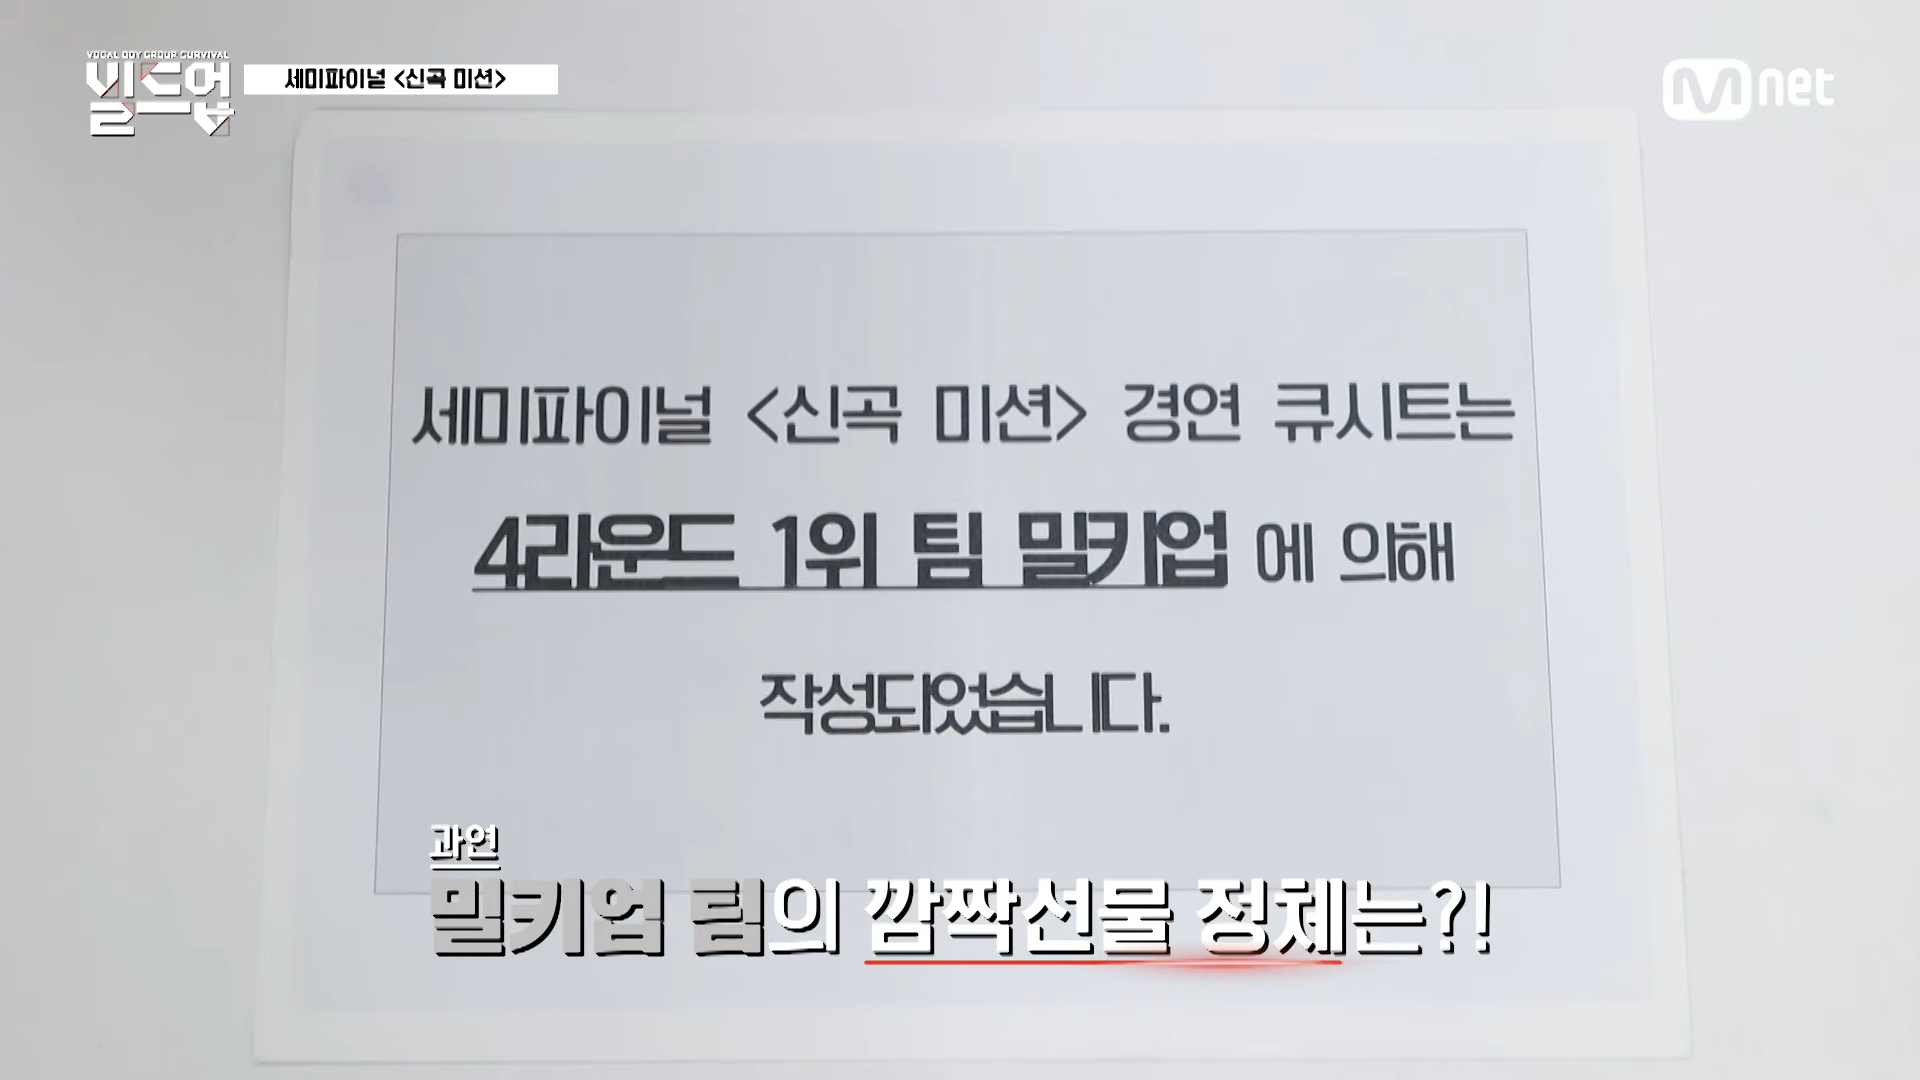 VOCAL BOY GROUP SURVIVAL
빌드업
세미파이널 <신곡 미션>
Mnet
세미파이널 <신곡 미션> 경연 큐시트는
4라운드 1위 팀 밀키업 에 의해
작성되었습니다.
과연
밀키업 팀의 깜짝선물 정체는?!